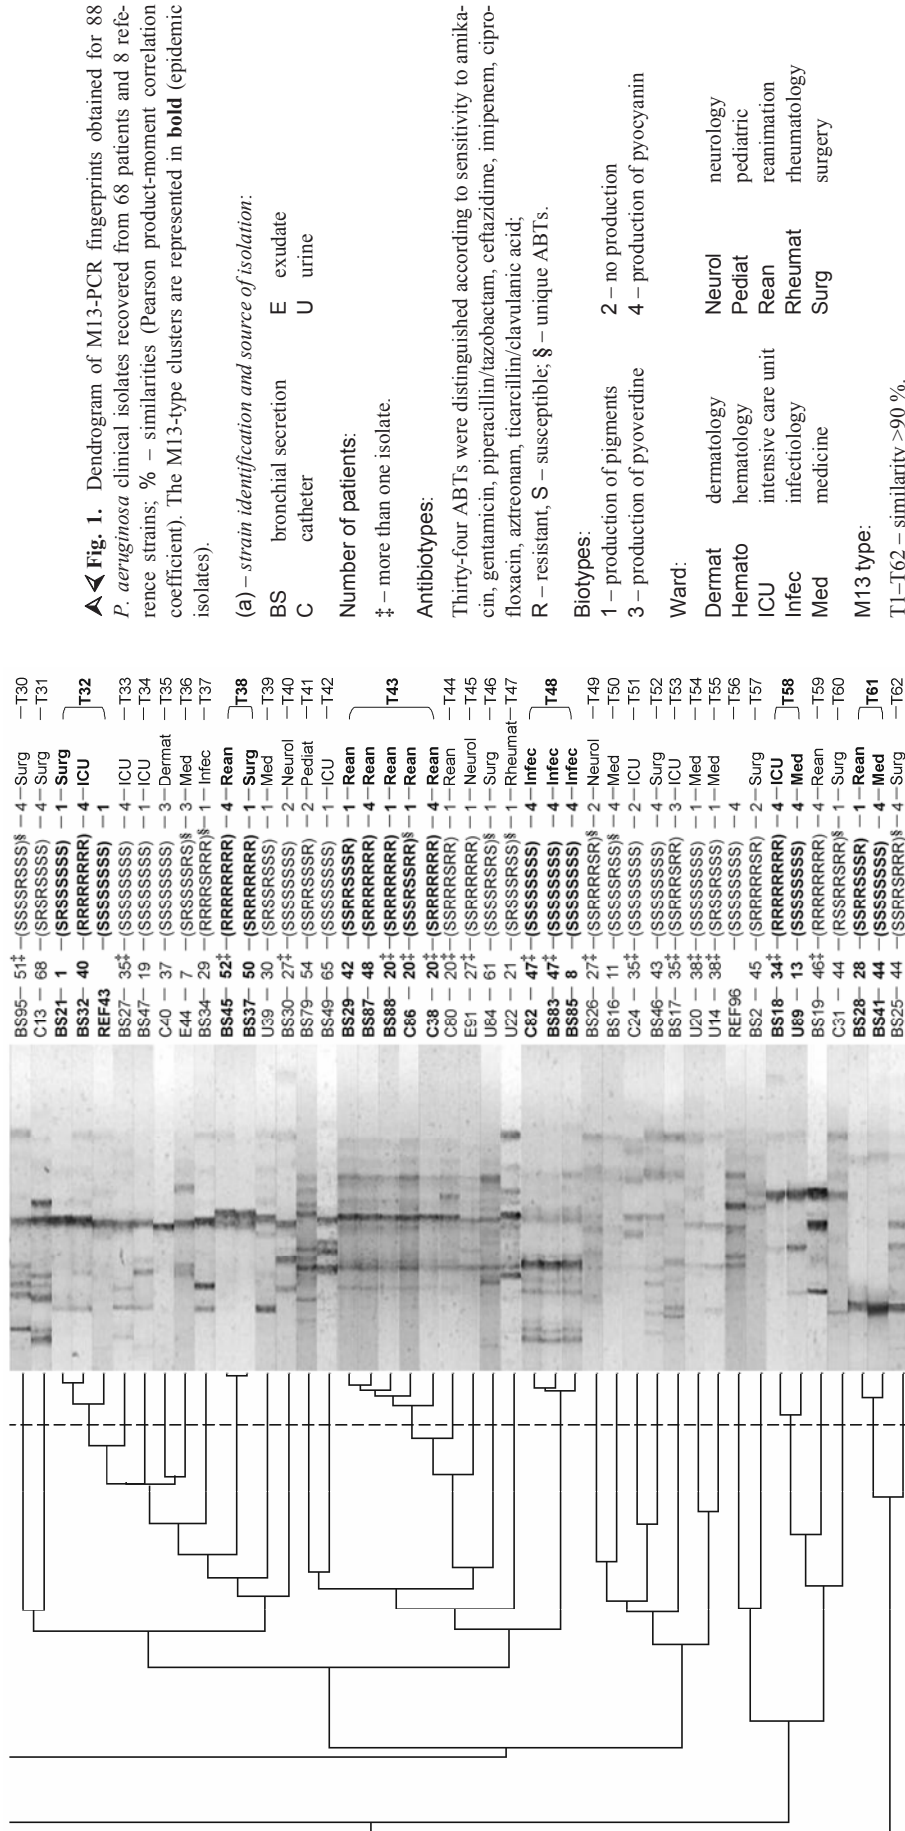 BS95 – 51‡ –(SSSSRSSS)§ – 4 – Surg – T30
C13 – 68 –(SRSRSSSS) – 4 – Surg – T31
BS21 – 1 –(SRSSSSSS) – 1 – Surg
BS32 – 40 –(RRRRRRRR) – 4 – ICU T32
REF43 –(SSSSSSSS) – 1
BS27 – 35‡ –(SSSSSSSS) – 4 – ICU – T33
BS47 – 19 –(SSSSSSSS) – 1 – ICU – T34
C40 – 37 –(SSSSSSSS) – 3 – Dermat – T35
E44 – 7 –(SRSSSSRS)§ – 3 – Med – T36
BS34 – 29 –(RRRRSRRR)§ – 1 – Infec – T37
BS45 – 52‡ –(RRRRRRRR) – 4 – Rean
BS37 – 50 –(SRSSSSSS) – 1 – Surg T38
U39 – 30 –(SRSSRSSS) – 1 – Med – T39
BS30 – 27‡ –(SSSSSSSS) – 2 – Neurol – T40
BS79 – 54 –(SSRRSSSR) – 2 – Pediat – T41
BS49 – 65 –(SSSSSSSS) – 1 – ICU – T42
BS29 – 42 –(SSRRSSSR) – 1 – Rean
BS87 – 48 –(SRRRRRRR) – 4 – Rean
BS88 – 20‡ –(SSRRSSRR) – 1 – Rean T43
C86 – 20‡ –(SSRSSRR)§ – 1 – Rean
C38 – 20‡ –(SRRRRRRR) – 4 – Rean
C80 – 20‡ –(SSRRRSRR) – 1 – Rean – T44
E91 – 27‡ –(SSSSSSSS) – 1 – Neurol – T45
U84 – 61 –(SSSSRSRS)§ – 1 – Surg – T46
U22 – 21 –(SRSSSSRS)§ – 1 – Rheumat – T47
C82 – 47‡ –(SSSSSSSS) – 4 – Infec
BS83 – 47‡ –(SSSSSSSS) – 4 – Infec T48
BS85 – 8 –(SSSSSSSS) – 4 – Infec
BS26 – 27‡ –(SSRRRRSR)§ – 2 – Neurol – T49
BS16 – 11 –(SSSSRSSS)§ – 4 – Med – T50
C24 – 35‡ –(SSSSSSSS) – 2 – ICU – T51
BS46 – 43 –(SSSSSSSS) – 4 – Surg – T52
BS17 – 35‡ –(SSRRSSRR) – 3 – ICU – T53
U20 – 38‡ –(SSSSSSSS) – 1 – Med – T54
U14 – 38‡ –(SRSSRSSS) – 1 – Med – T55
REF96 –(SSSSSSSS) – 4 – T56
BS2 – 45 –(SRRRRRSR) – 2 – Surg – T57
BS18 – 34‡ –(RRRRRRRR) – 4 – ICU
U89 – 13 –(SSSSSSSS) – 4 – Med T58
BS19 – 46‡ –(RRRRRRRR) – 4 – Rean – T59
C31 – 44 –(RSSRRSRR)§ – 1 – Surg – T60
BS28 – 28 –(SSRRSSSR) – 1 – Rean
BS41 – 44 –(SSSSSSSS) – 4 – Med T61
BS25 – 44 –(SSSRSRRR)§ – 4 – Surg – T62
Fig. 1. Dendrogram of M13-PCR fingerprints obtained for 88
P. aeruginosa clinical isolates recovered from 68 patients and 8 refe-
rence strains; % – similarities (Pearson product-moment correlation
coefficient). The M13-type clusters are represented in bold (epidemic
isolates).
(a) – strain identification and source of isolation:
BS bronchial secretion E exudate
C catheter U urine
Number of patients:
‡ – more than one isolate.
Antibiotypes:
Thirty-four ABTs were distinguished according to sensitivity to amika-
cin, gentamicin, piperacillin/tazobactam, ceftazidime, imipenem, cipro-
floxacin, aztreonam, ticarcillin/clavulanic acid;
R – resistant, S – susceptible; § – unique ABTs.
Biotypes:
1 – production of pigments 2 – no production
3 – production of pyoverdine 4 – production of pyocyanin
Ward:
Dermat dermatology Neurol neurology
Hemato hematology Pediat pediatric
ICU intensive care unit Rean reanimation
Infec infectiology Rheumat rheumatology
Med medicine Surg surgery
M13 type:
T1–T62 – similarity >90 %.